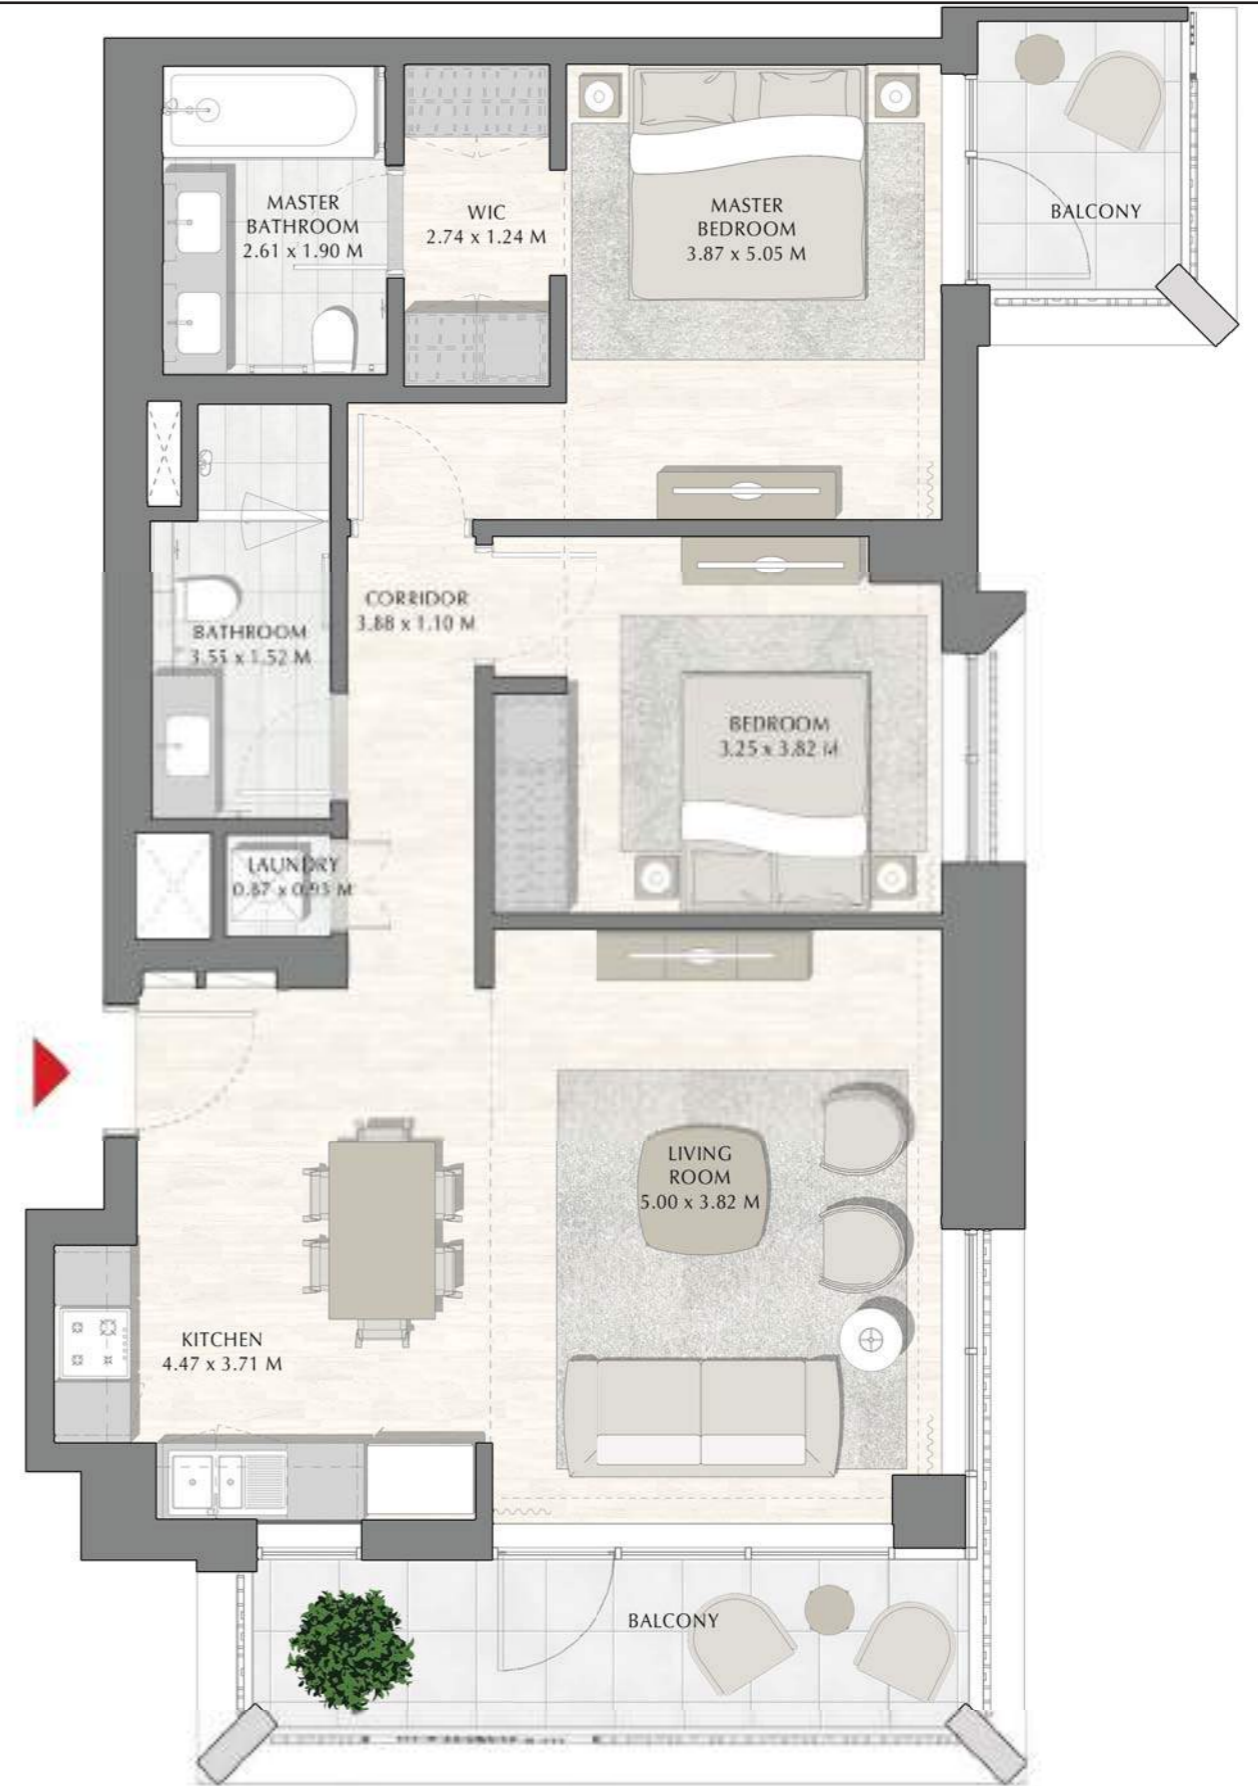 MASTER
BATHROOM
2.61 x 1.90 M
WIC
2.74 x 1.24 M
MASTER
BEDROOM
3.87 x 5.05 M
BALCONY
CORRIDOR
3.88 x 1.10 M
BATHROOM
3.55 x 1.52 M
BEDROOM
3.25 x 3.82 M
LAUNDRY
0.87 x 0.93 M
LIVING
ROOM
5.00 x 3.82 M
KITCHEN
4.47 x 3.71 M
BALCONY